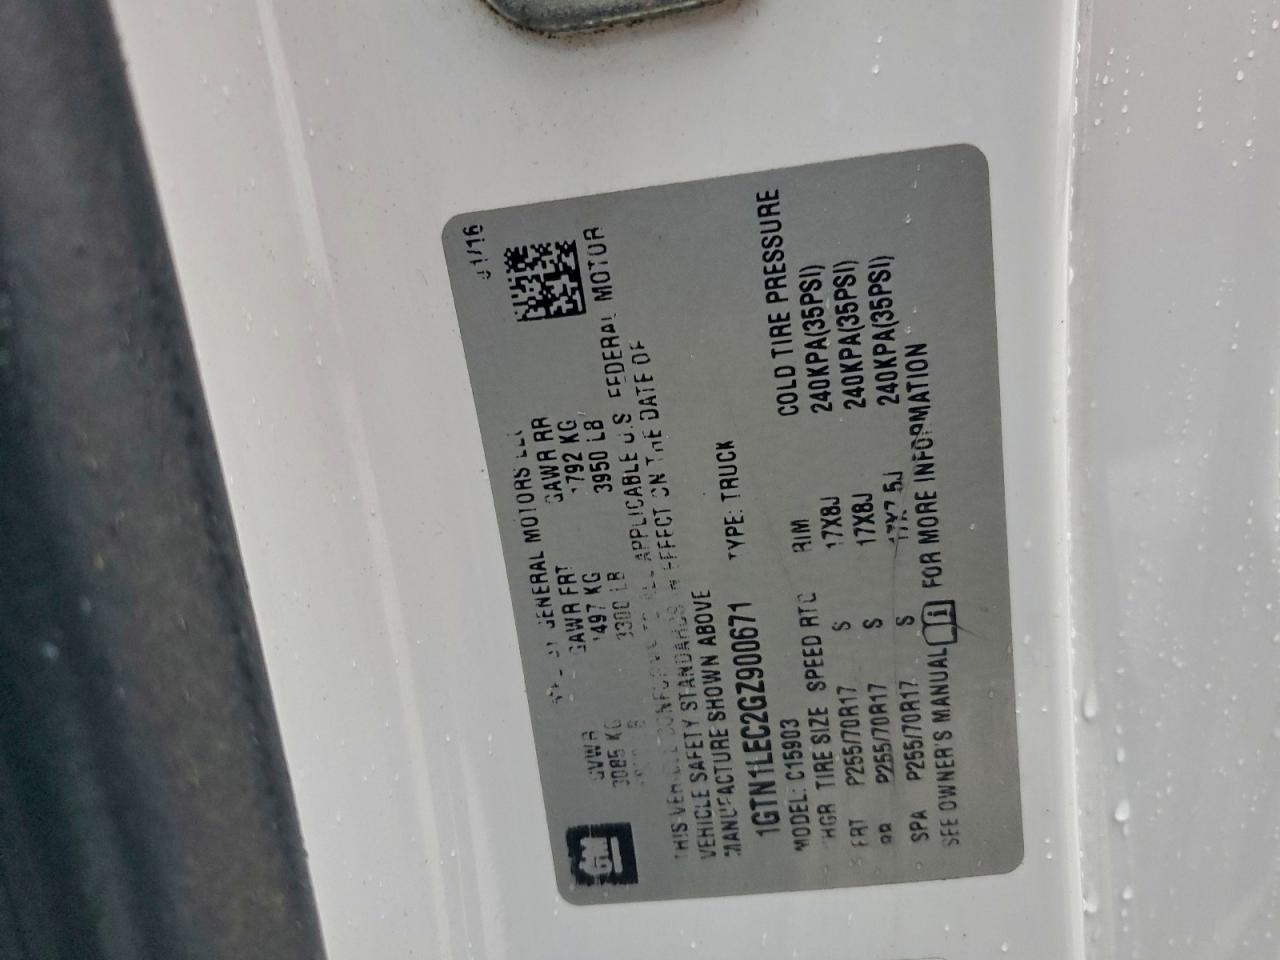 GM
01/16
GENERAL MOTORS LLC
GVWR GAWR FRT GAWR RR
3085 KG 1497 KG 1792 KG
3300 LB 3950 LB
THIS VEHICLE CONFORMS TO ALL APPLICABLE U.S. FEDERAL MOTOR
VEHICLE SAFETY STANDARDS IN EFFECT ON THE DATE OF
MANUFACTURE SHOWN ABOVE
1GTN1LEC2GZ900671 TYPE: TRUCK
MODEL: C15903
TIRE SIZE SPEED RTG RIM COLD TIRE PRESSURE
FRT P255/70R17 S 17X8J 240KPA(35PSI)
RR P255/70R17 S 17X8J 240KPA(35PSI)
SPA P255/70R17 S 17X7.5J 240KPA(35PSI)
SEE OWNER'S MANUAL i FOR MORE INFORMATION